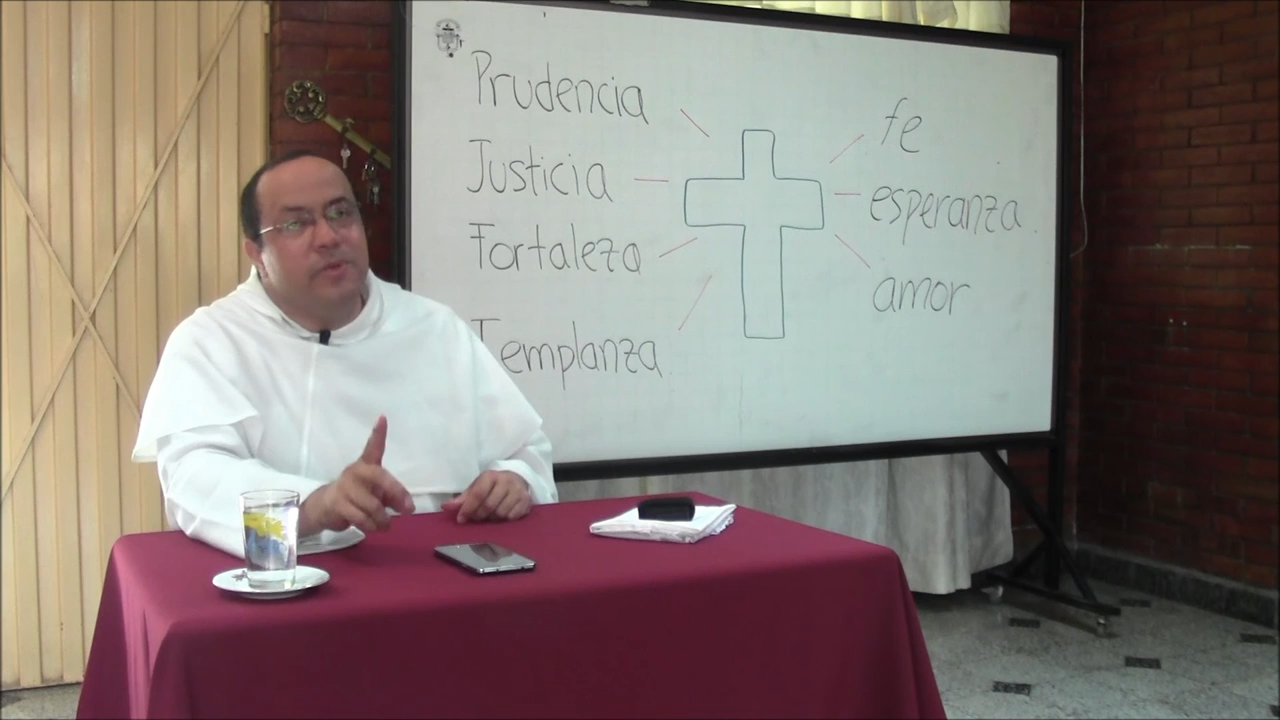 Prudencia
Justicia
Fortaleza
Templanza
fe
esperanza
amor